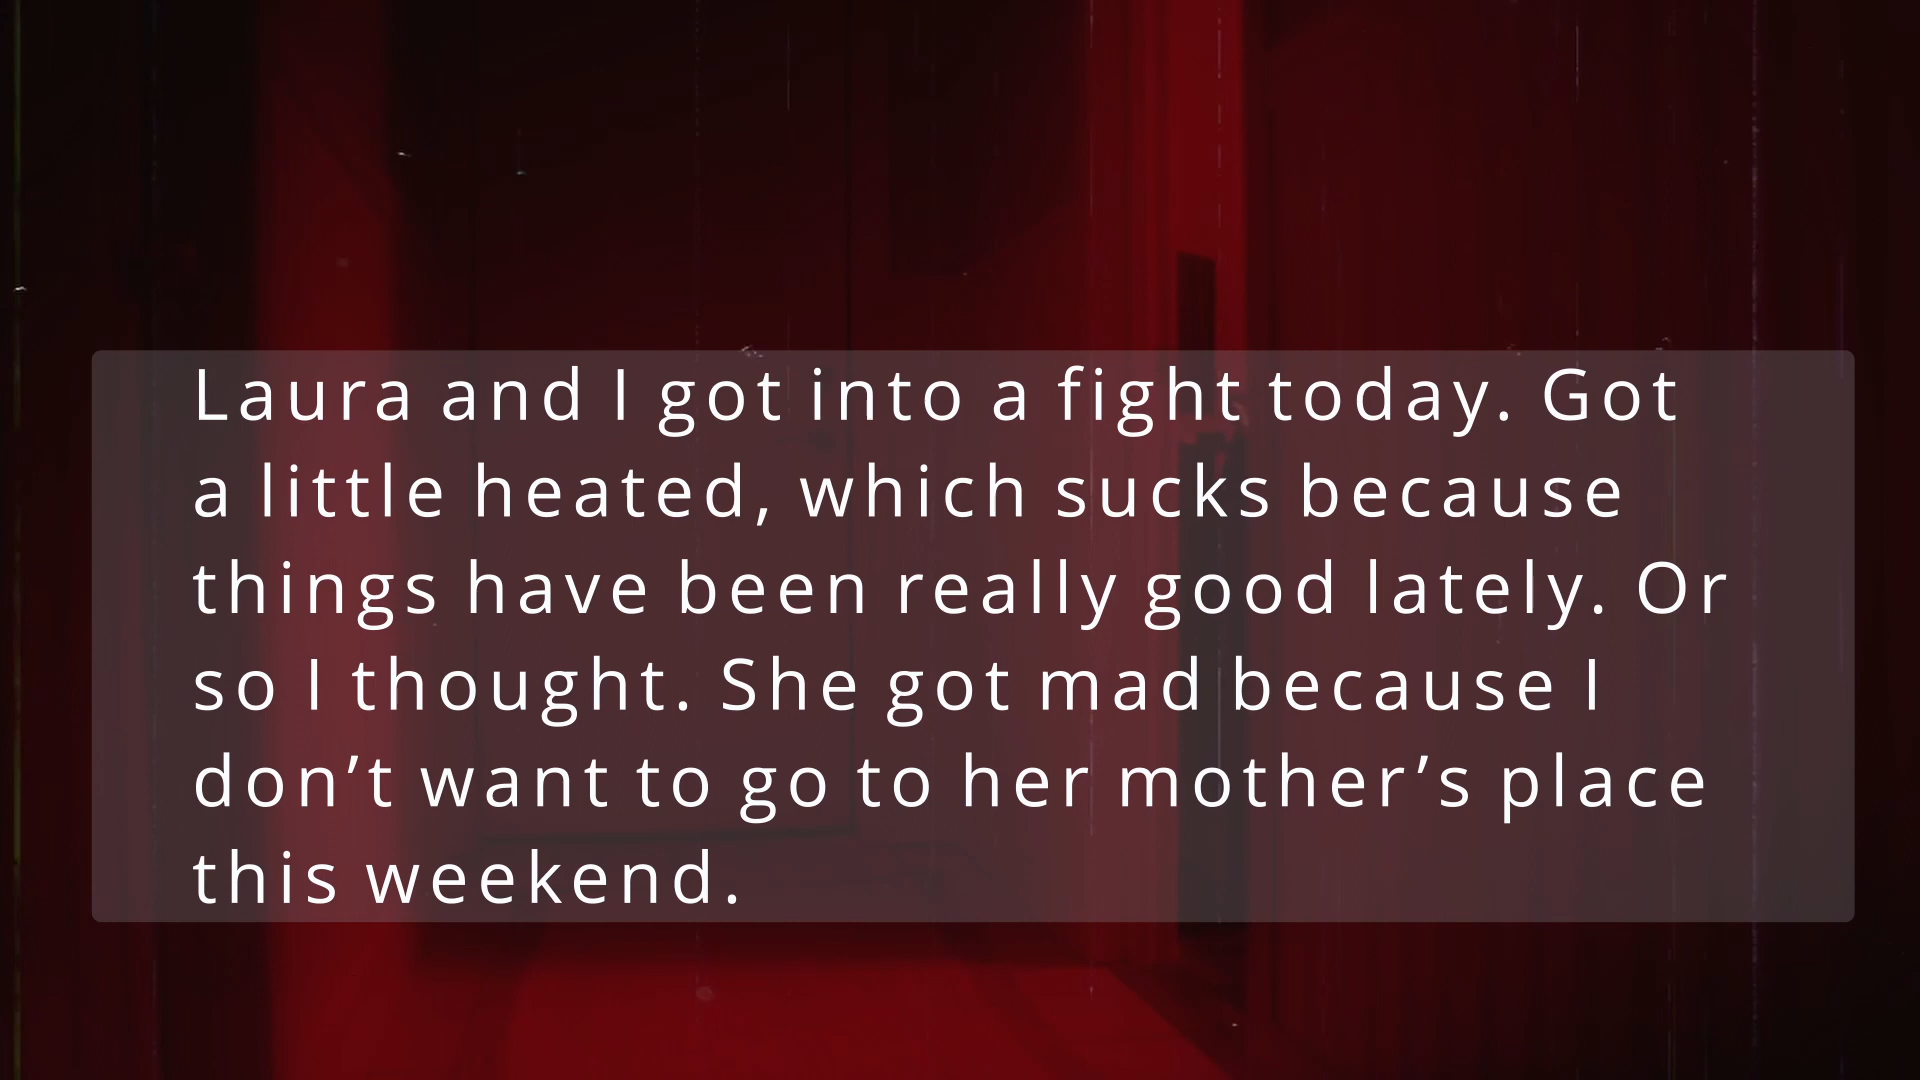 Laura and I got into a fight today. Got
a little heated, which sucks because
things have been really good lately. Or
so I thought. She got mad because I
don’t want to go to her mother’s place
this weekend.